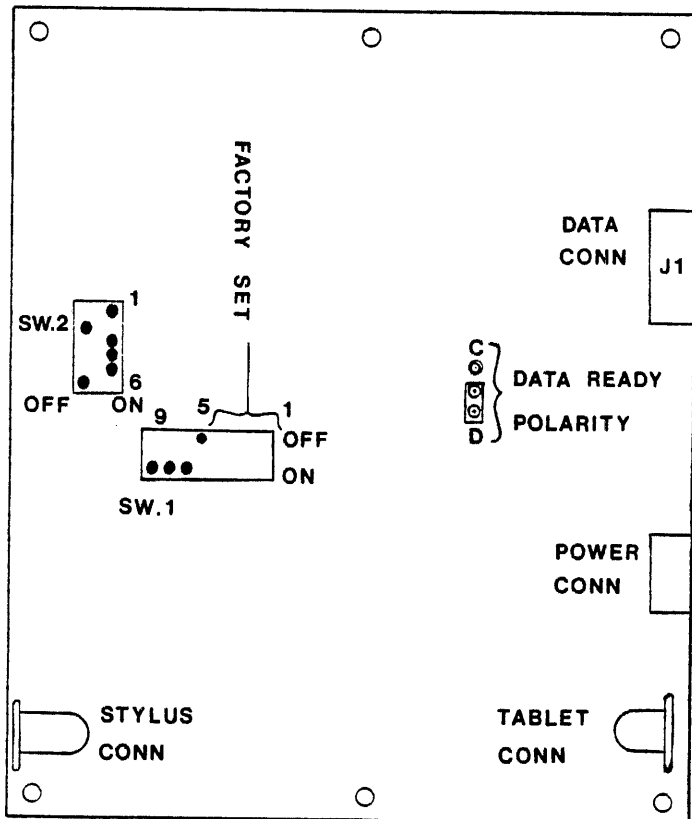 FACTORY SET
DATA
CONN
J1
SW.2
1
6
OFF
ON
C
DATA READY
POLARITY
D
9
5
1
OFF
ON
SW.1
POWER
CONN
STYLUS
CONN
TABLET
CONN